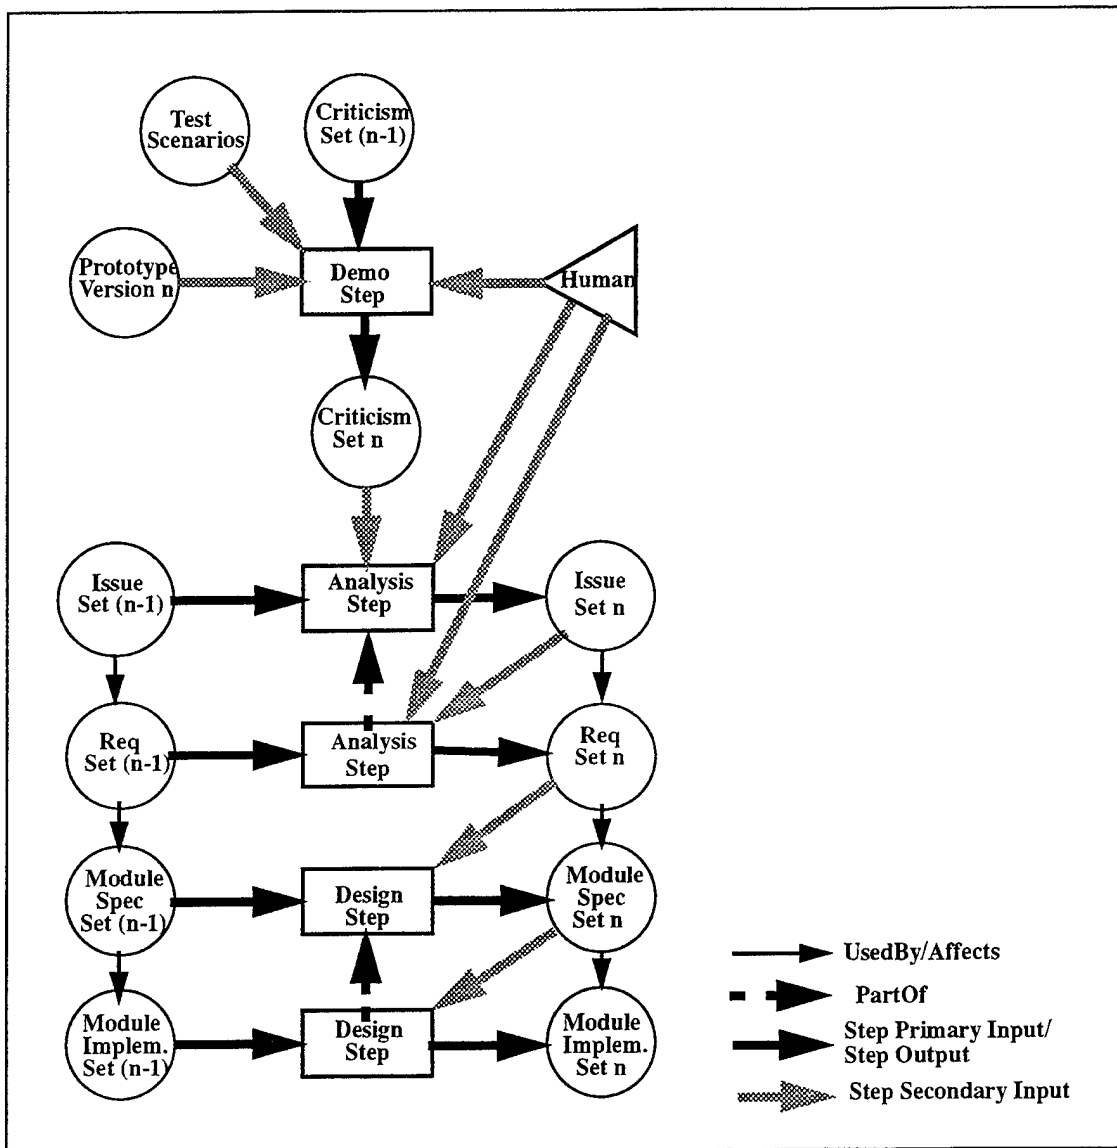 Test
Scenarios
Criticism
Set (n-1)
Prototype
Version n
Demo
Step
Human
Criticism
Set n
Issue
Set (n-1)
Analysis
Step
Issue
Set n
Req
Set (n-1)
Analysis
Step
Req
Set n
Module
Spec
Set (n-1)
Design
Step
Module
Spec
Set n
Module
Implem.
Set (n-1)
Design
Step
Module
Implem.
Set n
UsedBy/Affects
PartOf
Step Primary Input/
Step Output
Step Secondary Input